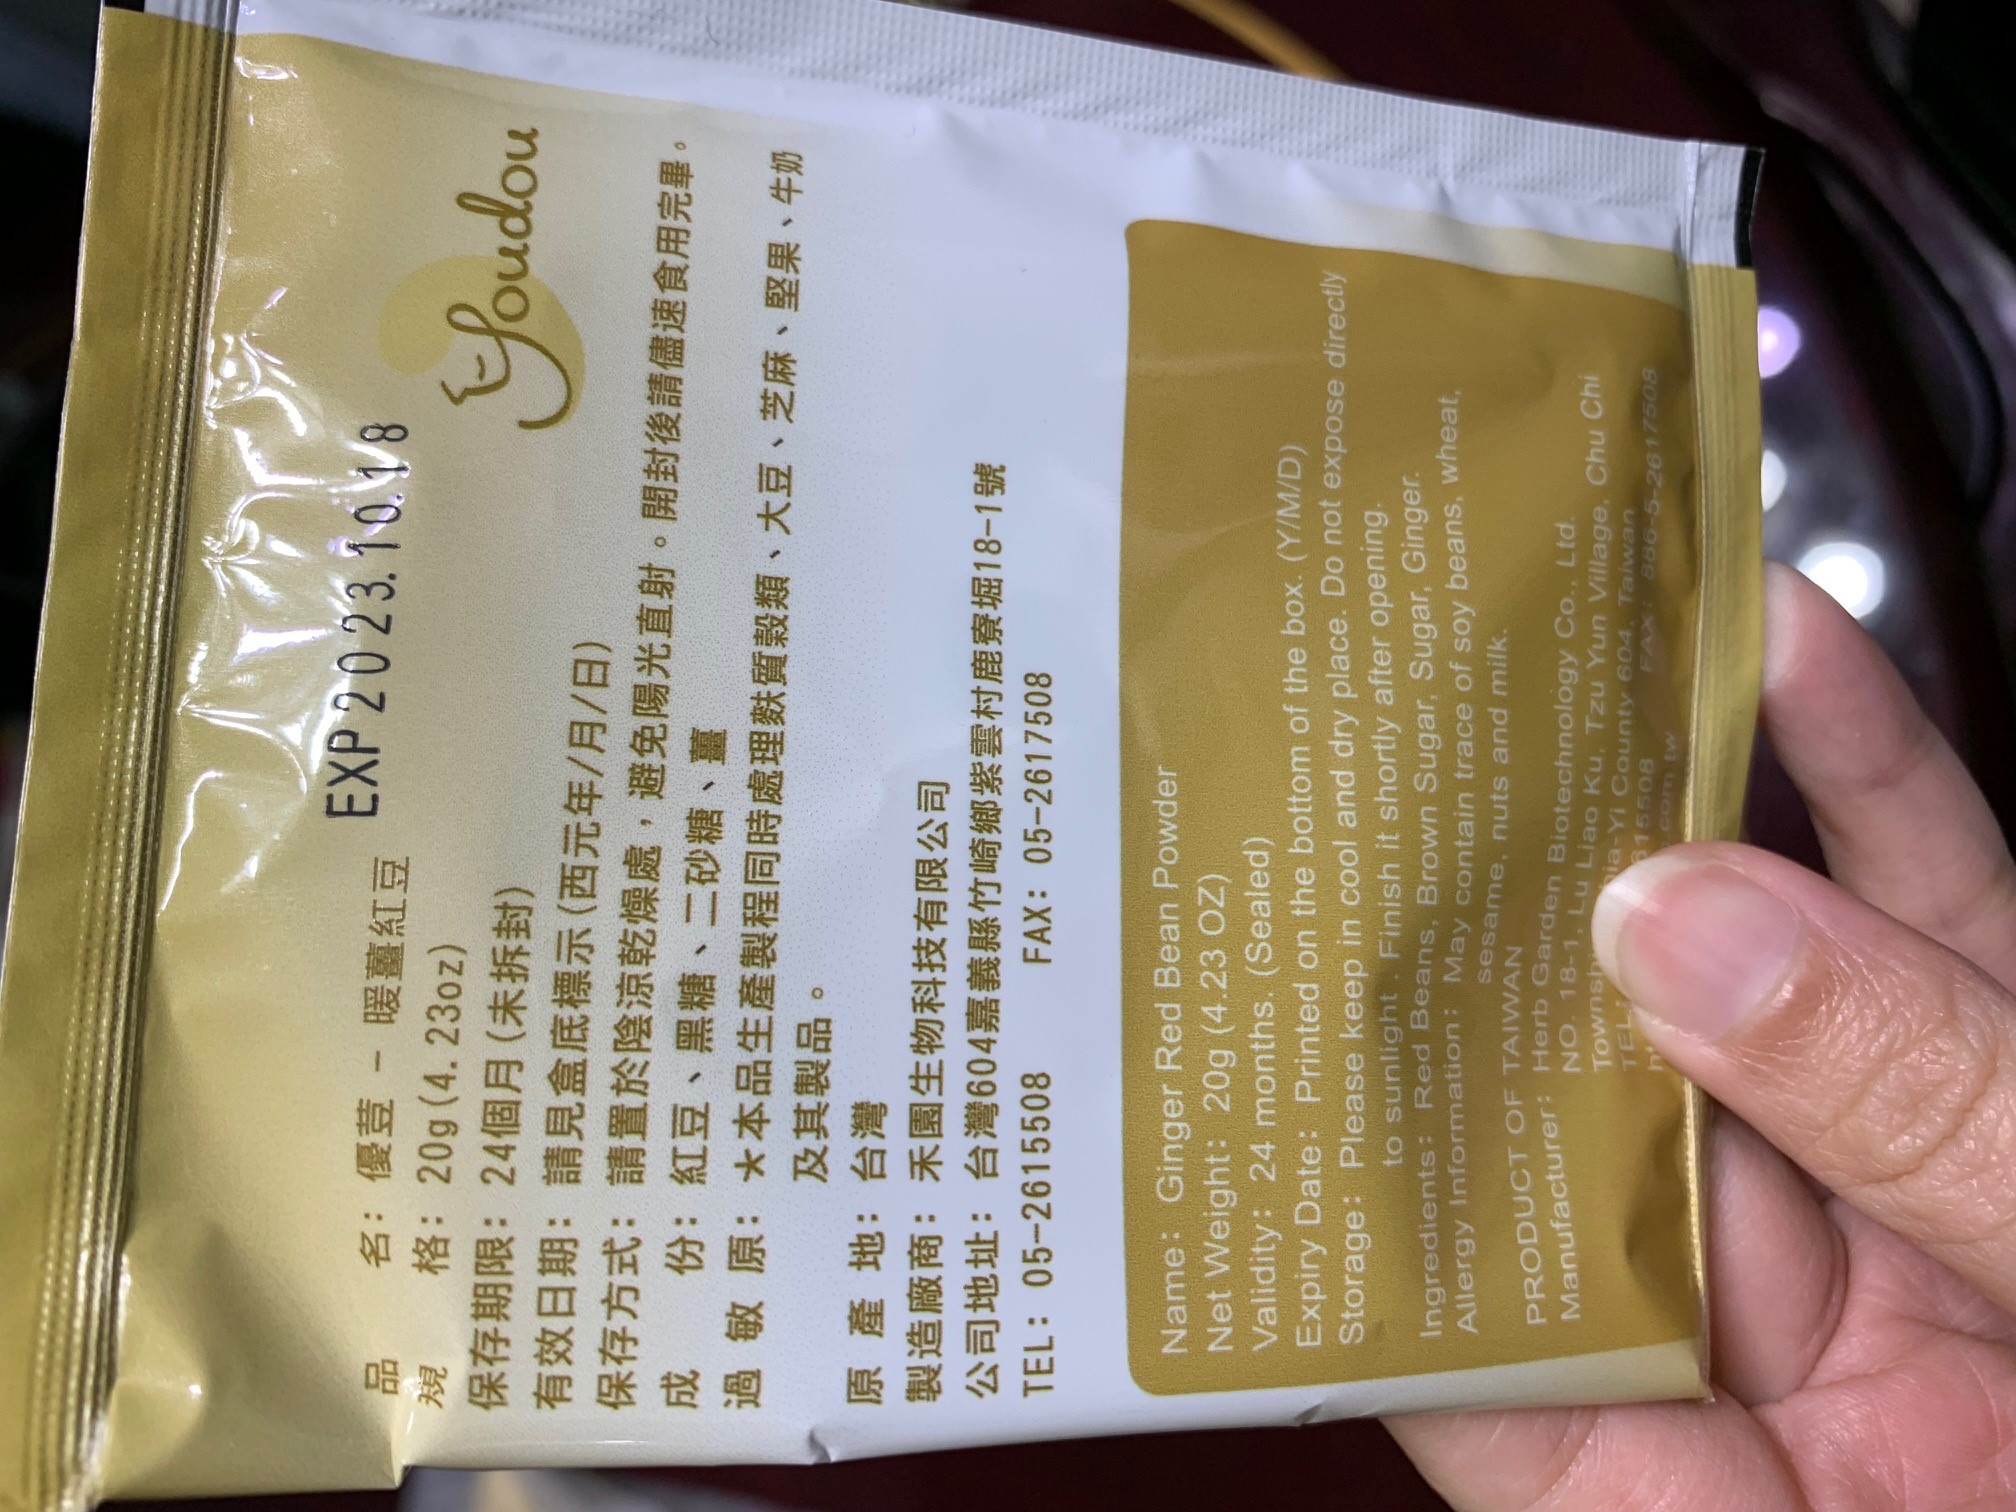 Youdou
EXP2023.10.18
品名：優荳 - 暖薑紅豆
規格：20g(4.23oz)
保存期限：24個月(未拆封)
有效日期：請見盒底標示(西元年/月/日)
保存方式：請置於陰涼乾燥處，避免陽光直射。開封後請儘速食用完畢。
成份：紅豆、黑糖、二砂糖、薑
過敏原：★本品生產製程同時處理麩質穀類、大豆、芝麻、堅果、牛奶
及其製品。
原產地：台灣
製造廠商：禾園生物科技有限公司
公司地址：台灣604嘉義縣竹崎鄉紫雲村鹿寮堀18-1號
TEL：05-2615508 FAX：05-2617508
Name：Ginger Red Bean Powder
Net Weight：20g (4.23 OZ)
Validity：24 months. (Sealed)
Expiry Date：Printed on the bottom of the box. (Y/M/D)
Storage：Please keep in cool and dry place. Do not expose directly
to sunlight . Finish it shortly after opening.
Ingredients：Red Beans, Brown Sugar, Sugar, Ginger.
Allergy Information：May contain trace of soy beans, wheat,
sesame, nuts and milk.
PRODUCT OF TAIWAN
Manufacturer：Herb Garden Biotechnology Co., Ltd.
NO. 18-1, Lu Liao Ku, Tzu Yun Village, Chu Chi
County 604, Taiwan
TEL: FAX：886-5-2617508